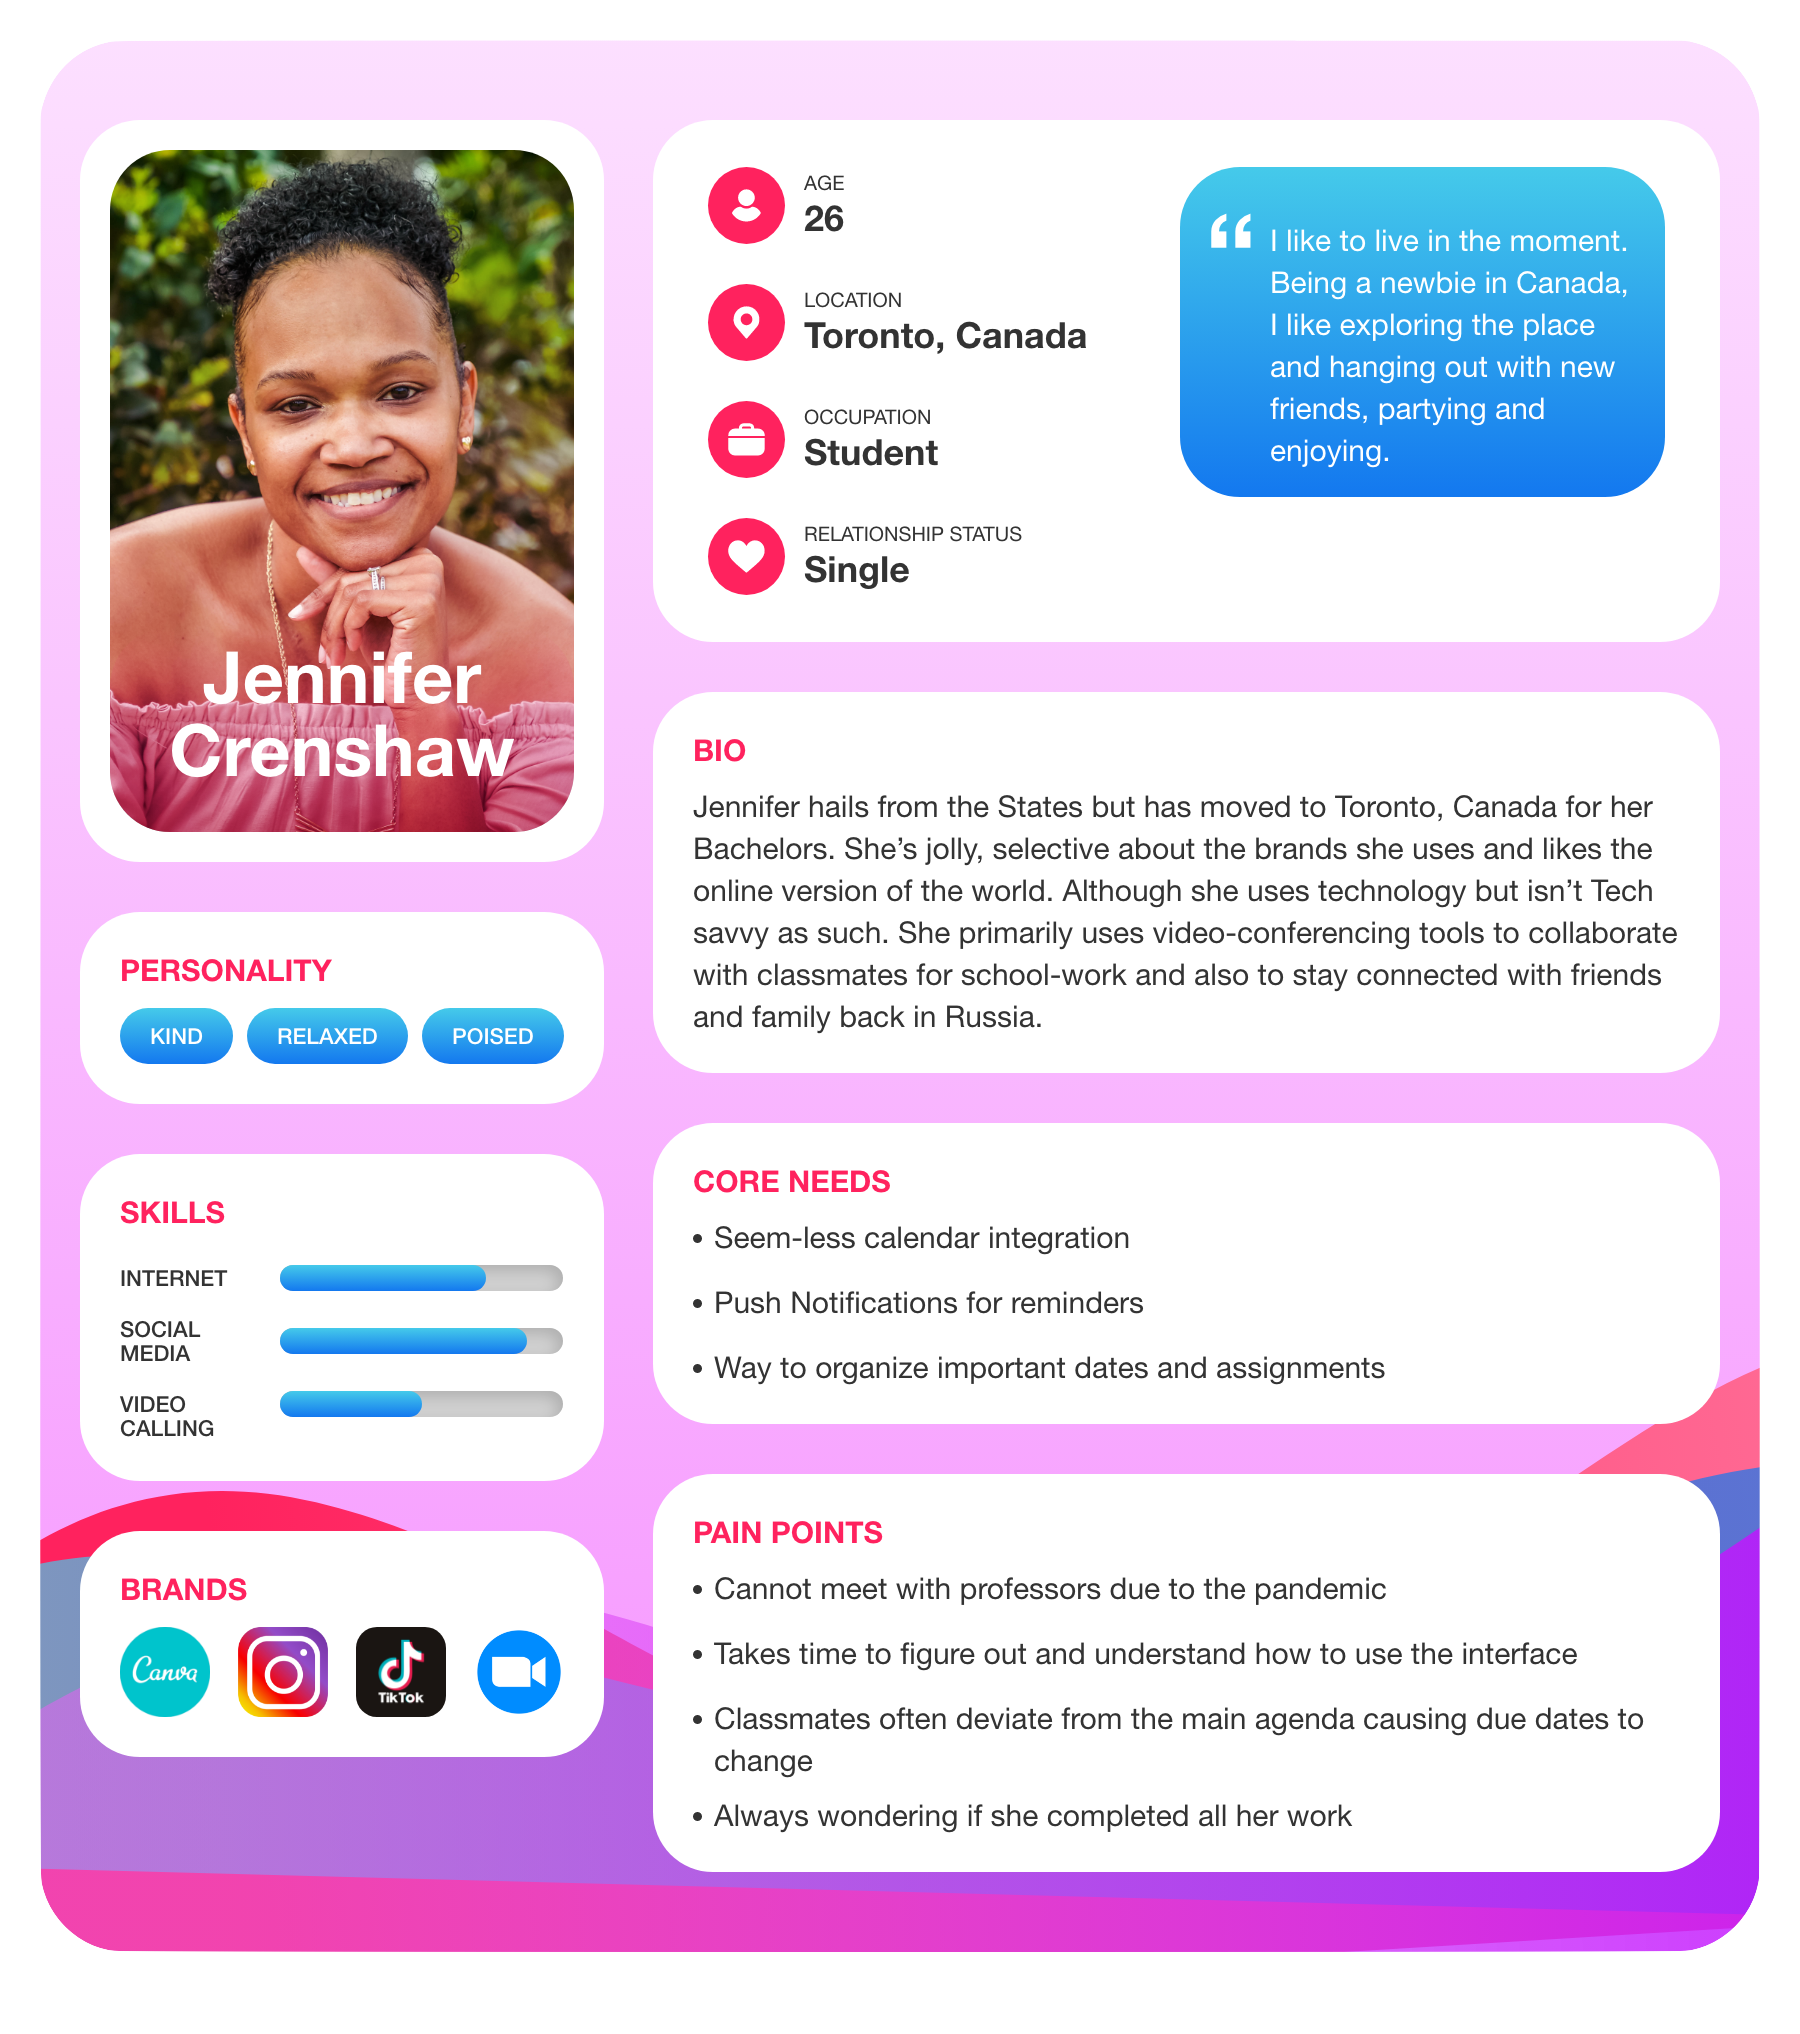 Jennifer
Crenshaw
AGE
26
LOCATION
Toronto, Canada
OCCUPATION
Student
RELATIONSHIP STATUS
Single
“ I like to live in the moment.
Being a newbie in Canada,
I like exploring the place
and hanging out with new
friends, partying and
enjoying.
PERSONALITY
KIND
RELAXED
POISED
SKILLS
INTERNET
SOCIAL
MEDIA
VIDEO
CALLING
BRANDS
Canva
TikTok
BIO
Jennifer hails from the States but has moved to Toronto, Canada for her
Bachelors. She’s jolly, selective about the brands she uses and likes the
online version of the world. Although she uses technology but isn’t Tech
savvy as such. She primarily uses video-conferencing tools to collaborate
with classmates for school-work and also to stay connected with friends
and family back in Russia.
CORE NEEDS
• Seem-less calendar integration
• Push Notifications for reminders
• Way to organize important dates and assignments
PAIN POINTS
• Cannot meet with professors due to the pandemic
• Takes time to figure out and understand how to use the interface
• Classmates often deviate from the main agenda causing due dates to
change
• Always wondering if she completed all her work